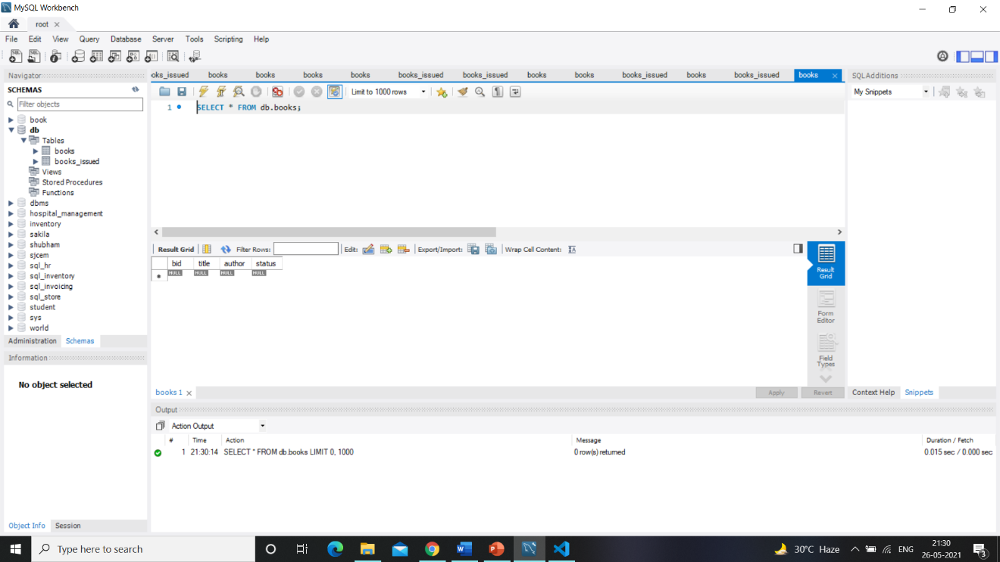 MySQL Workbench
root
File Edit View Query Database Server Tools Scripting Help
Navigator
SCHEMAS
Filter objects
book
db
Tables
books
books_issued
Views
Stored Procedures
Functions
dbms
hospital_management
inventory
sakila
shubham
sjcem
sql_hr
sql_inventory
sql_invoicing
sql_store
student
sys
world
Administration Schemas
Information
No object selected
Object Info Session
oks_issued books books books books books_issued books_issued books books books_issued books books_issued books
Limit to 1000 rows
1 SELECT * FROM db.books;
Result Grid Filter Rows: Edit: Export/Import: Wrap Cell Content:
bid title author status
NULL NULL NULL NULL
Result
Grid
Form
Editor
Field
Types
books 1 Apply Revert
SQLAdditions
My Snippets
Context Help Snippets
Output
Action Output
# Time Action Message Duration / Fetch
1 21:30:14 SELECT * FROM db.books LIMIT 0, 1000 0 row(s) returned 0.015 sec / 0.000 sec
Type here to search
30°C Haze
ENG
21:30
26-05-2021
3